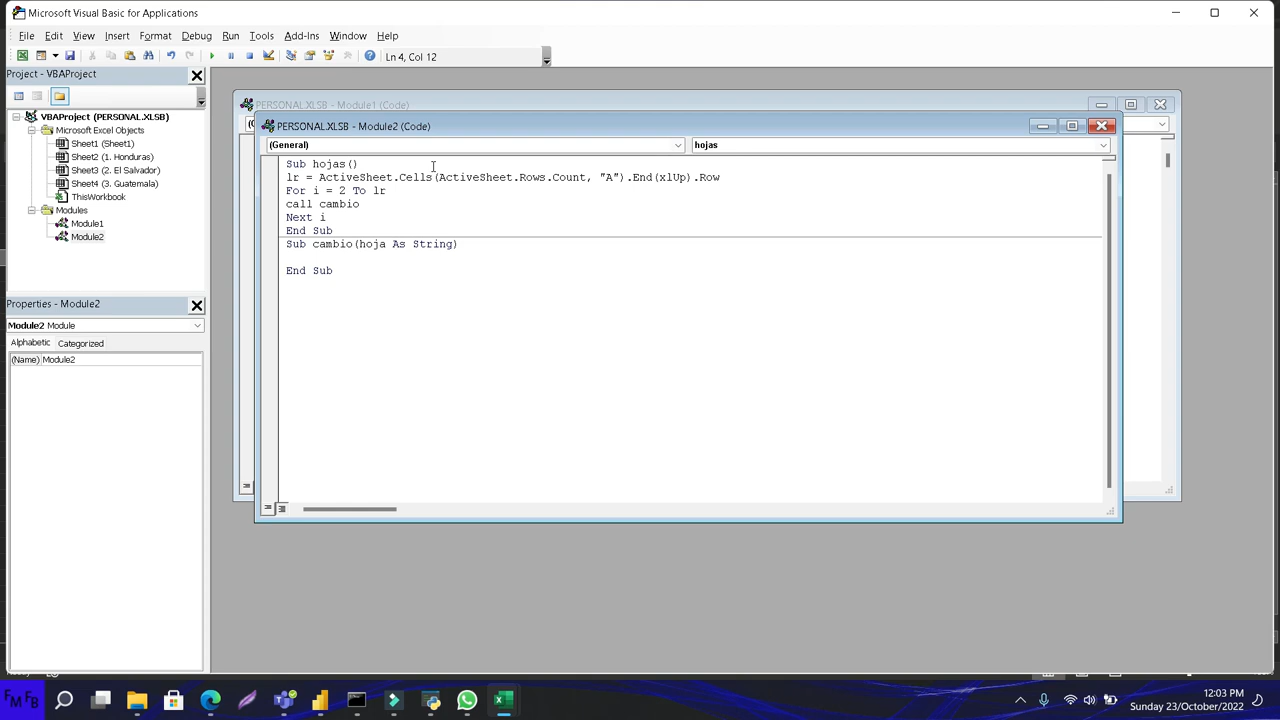 Microsoft Visual Basic for Applications
File Edit View Insert Format Debug Run Tools Add-Ins Window Help
Ln 4, Col 12
Project - VBAProject
VBAProject (PERSONAL.XLSB)
Microsoft Excel Objects
Sheet1 (Sheet1)
Sheet2 (1. Honduras)
Sheet3 (2. El Salvador)
Sheet4 (3. Guatemala)
ThisWorkbook
Modules
Module1
Module2
Properties - Module2
Module2 Module
Alphabetic Categorized
(Name) Module2
PERSONAL.XLSB - Module1 (Code)
PERSONAL.XLSB - Module2 (Code)
(General) hojas
Sub hojas()
lr = ActiveSheet.Cells(ActiveSheet.Rows.Count, "A").End(xlUp).Row
For i = 2 To lr
call cambio
Next i
End Sub
Sub cambio(hoja As String)
End Sub
FM FB
12:03 PM
Sunday 23/October/2022